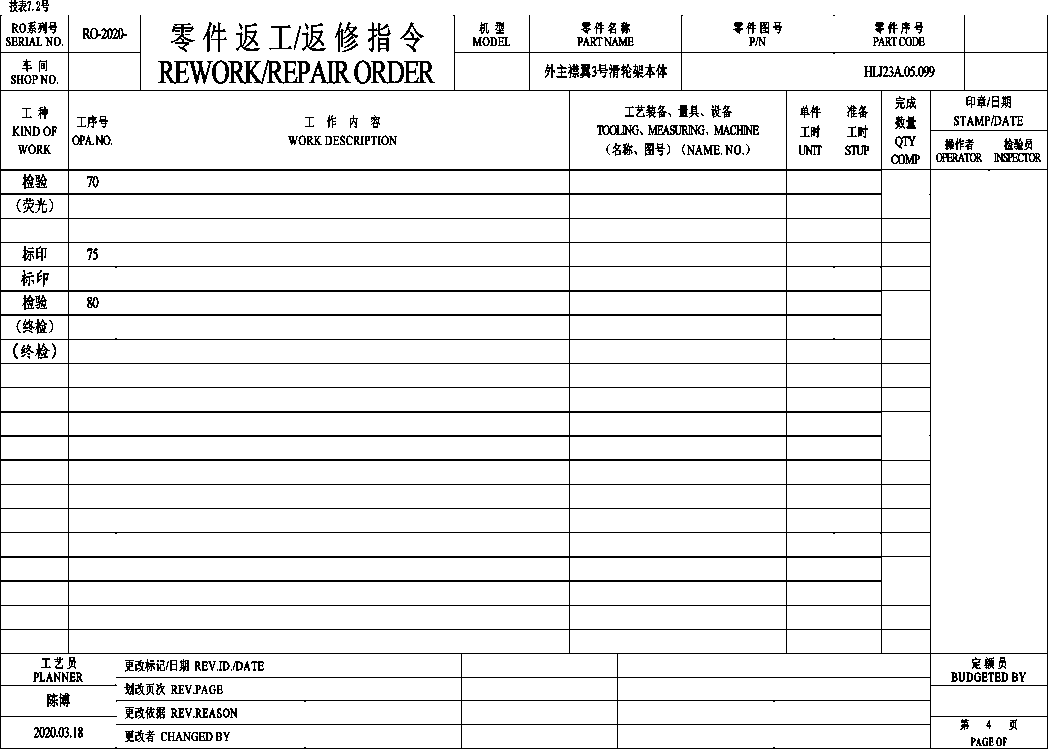 技表7.2号
RO系列号
SERIAL NO.
RO-2020-
零件返工/返修指令
REWORK/REPAIR ORDER
机 型
MODEL
零 件 名 称
PART NAME
零 件 图 号
P/N
零 件 序 号
PART CODE
车 间
SHOP NO.
外主襟翼3号滑轮架本体
HLJ23A.05.099
工 种
KIND OF
WORK
工序号
OPA.NO.
工 作 内 容
WORK DESCRIPTION
工艺装备、量具、设备
TOOLING、MEASURING、MACHINE
（名称、图号）（NAME. NO.）
单件
工时
UNIT
准备
工时
STUP
完成
数量
QTY
COMP
印章/日期
STAMP/DATE
操作者
OPERATOR
检验员
INSPECTOR
检验 70
（荧光）
标印 75
标印
检验 80
（终检）
（终检）
工 艺 员
PLANNER
陈博
2020.03.18
更改标记/日期 REV.ID./DATE
划改页次 REV.PAGE
更改依据 REV.REASON
更改者 CHANGED BY
定 额 员
BUDGETED BY
第 4 页
PAGE OF